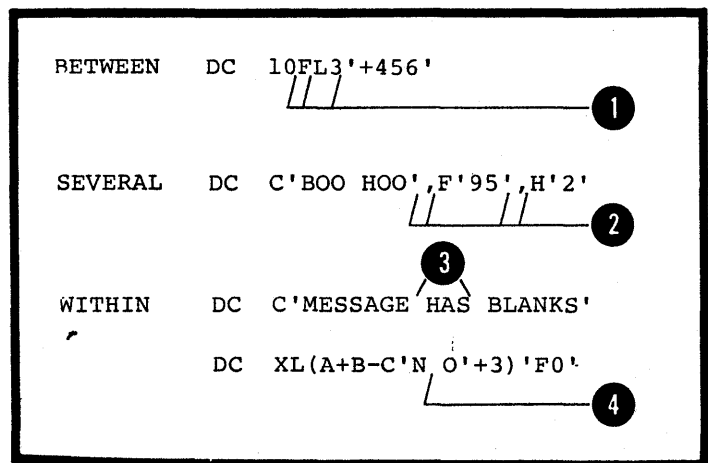 BETWEEN DC 10FL3'+456'
1
SEVERAL DC C'BOO HOO','F'95',H'2'
2
3
WITHIN DC C'MESSAGE HAS BLANKS'
DC XL(A+B-C'N O'+3)'F0'
4